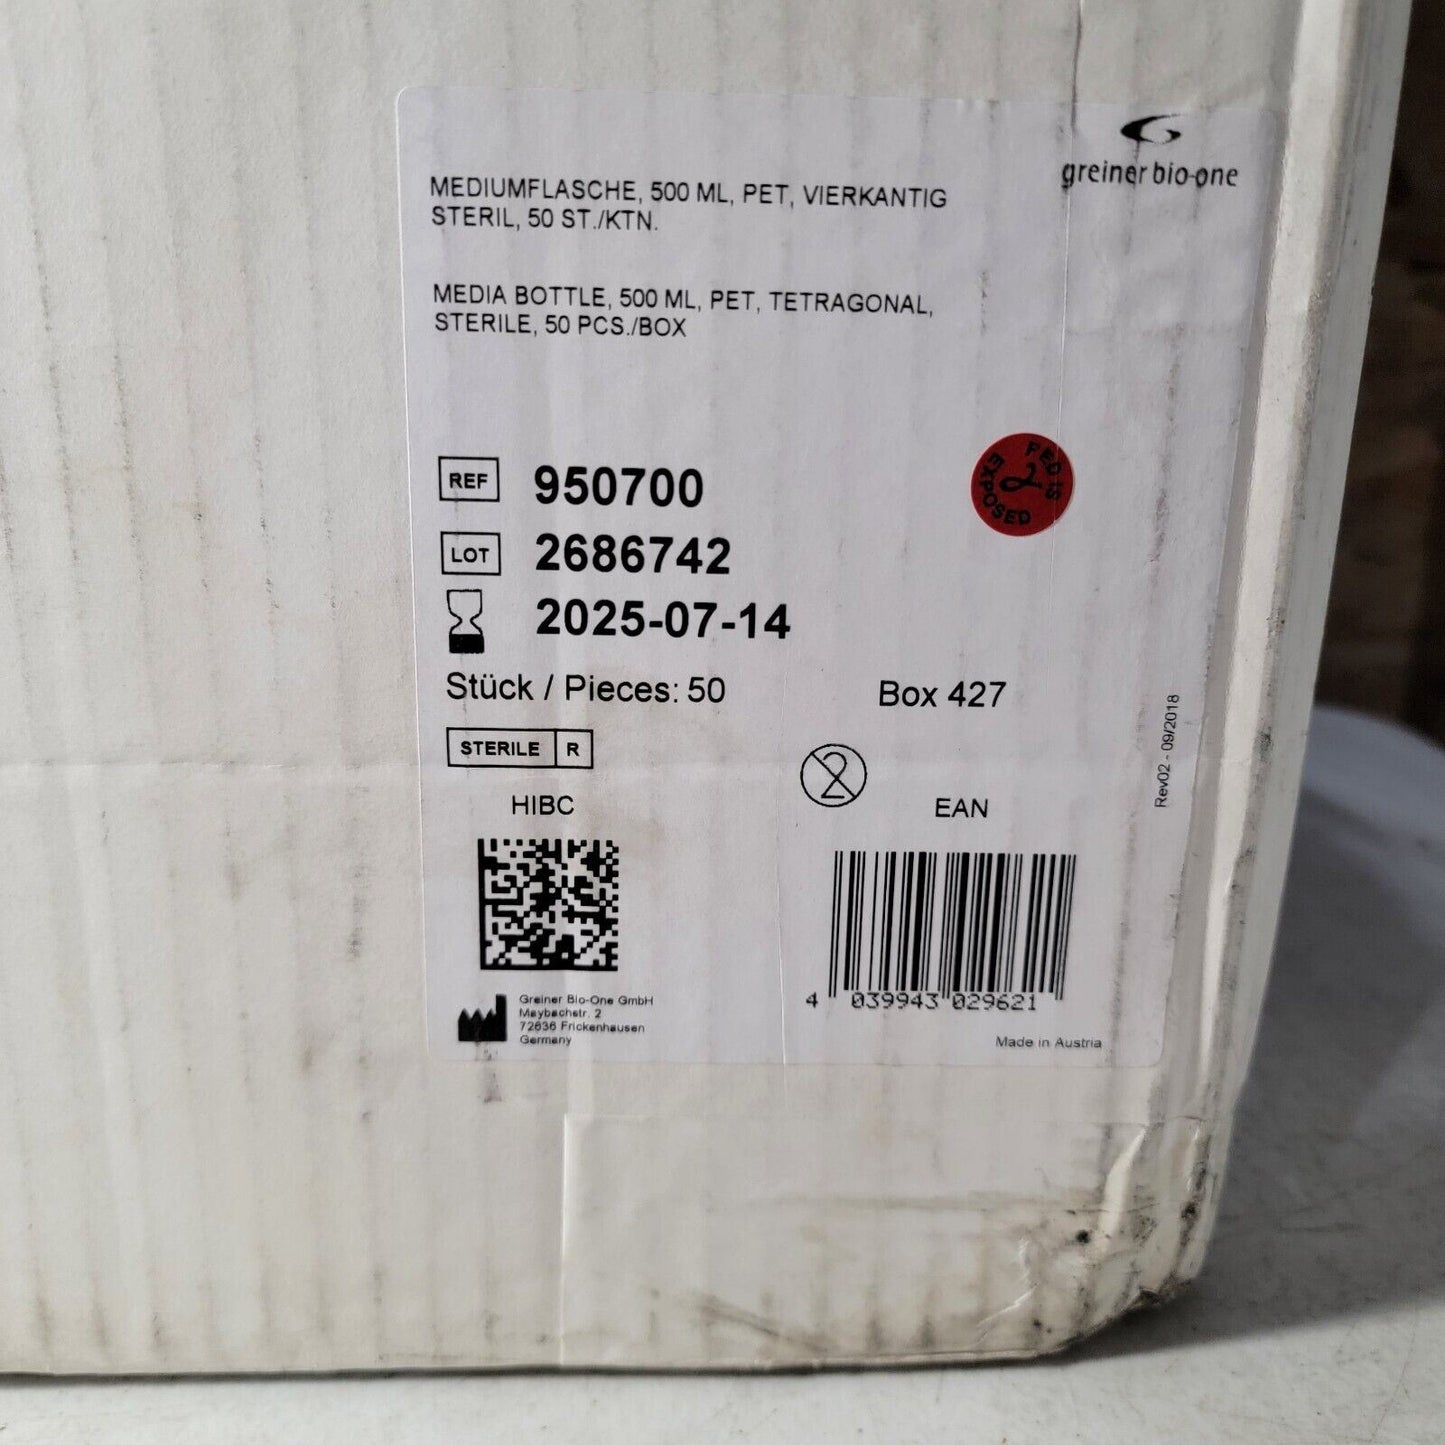 greiner bio-one
MEDIUMFLASCHE, 500 ML, PET, VIERKANTIG
STERIL, 50 ST./KTN.
MEDIA BOTTLE, 500 ML, PET, TETRAGONAL,
STERILE, 50 PCS./BOX
REF 950700
RED IS
2
EXPOSED
LOT 2686742
2025-07-14
Stück / Pieces: 50 Box 427
STERILE R
2
Rev02 - 09/2018
HIBC EAN
4 039943 029621
Greiner Bio-One GmbH
Maybachstr. 2
72636 Frickenhausen
Germany
Made in Austria